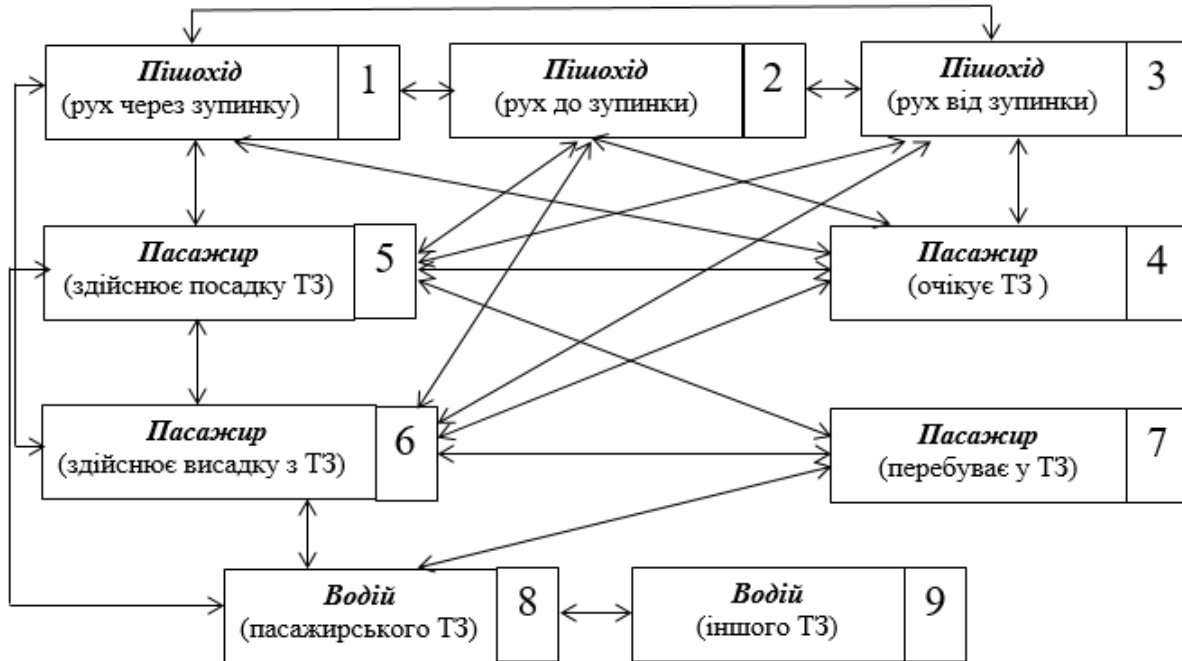 Пішохід
(рух через зупинку)
1
Пішохід
(рух до зупинки)
2
Пішохід
(рух від зупинки)
3
Пасажир
(здійснює посадку ТЗ)
5
Пасажир
(очікує ТЗ )
4
Пасажир
(здійснює висадку з ТЗ)
6
Пасажир
(перебуває у ТЗ)
7
Водій
(пасажирського ТЗ)
8
Водій
(іншого ТЗ)
9